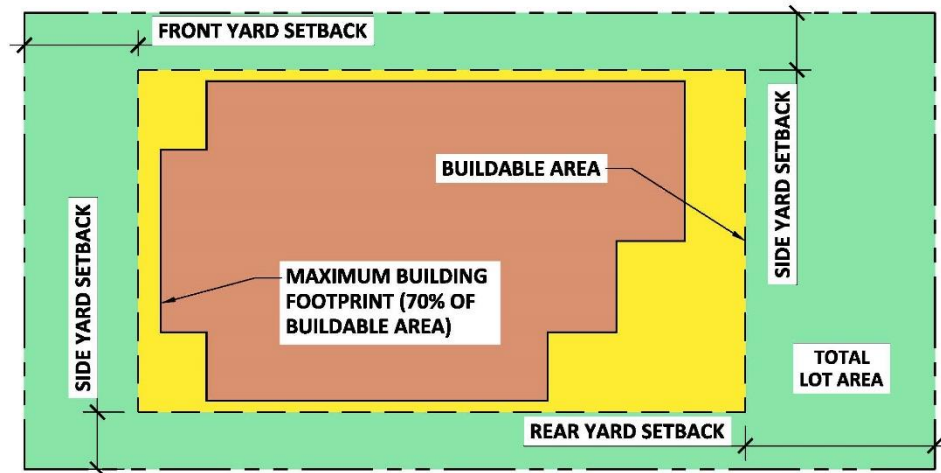 FRONT YARD SETBACK
BUILDABLE AREA
SIDE YARD SETBACK
SIDE YARD SETBACK
MAXIMUM BUILDING
FOOTPRINT (70% OF
BUILDABLE AREA)
TOTAL
LOT AREA
REAR YARD SETBACK